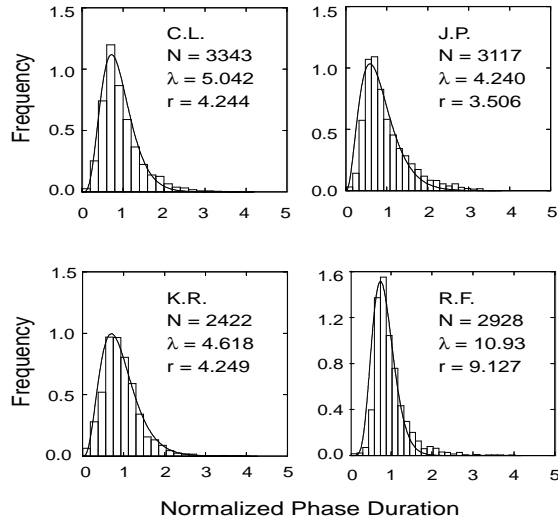 1.5
1.0
0.5
0.0
Frequency
C.L.
N = 3343
λ = 5.042
r = 4.244
0 1 2 3 4 5
1.5
1.0
0.5
0.0
J.P.
N = 3117
λ = 4.240
r = 3.506
0 1 2 3 4 5
1.5
1.0
0.5
0.0
Frequency
K.R.
N = 2422
λ = 4.618
r = 4.249
0 1 2 3 4 5
1.6
1.2
0.8
0.4
0.0
R.F.
N = 2928
λ = 10.93
r = 9.127
0 1 2 3 4 5
Normalized Phase Duration